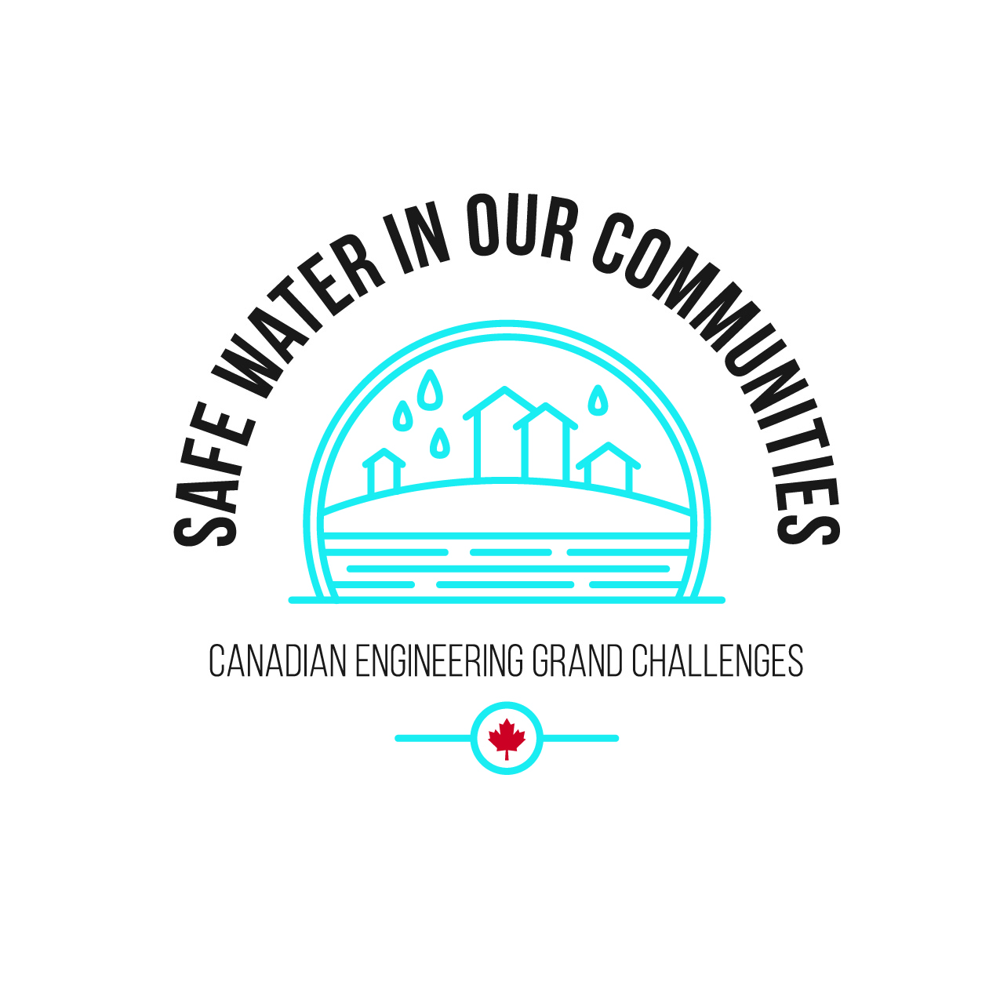 SAFE WATER IN OUR COMMUNITIES
CANADIAN ENGINEERING GRAND CHALLENGES